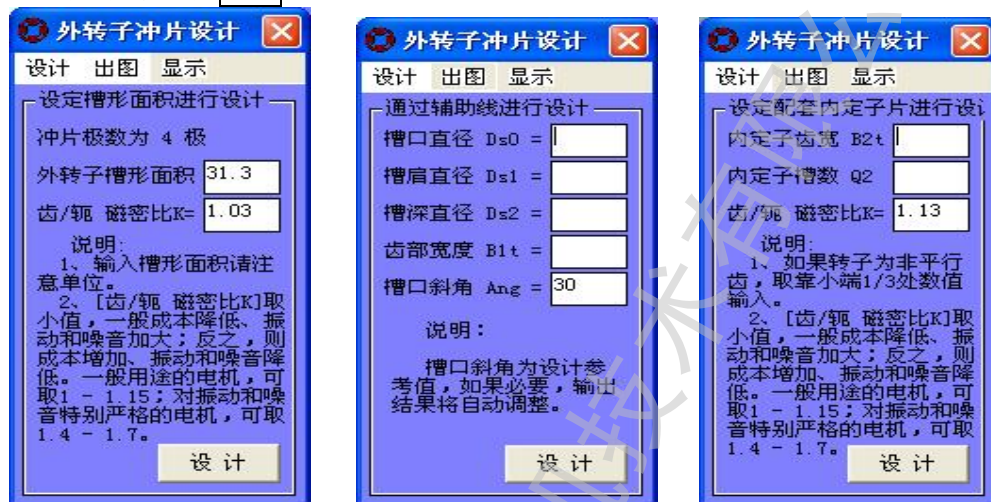 外转子冲片设计
设计 出图 显示
设定槽形面积进行设计
冲片极数为 4 极
外转子槽形面积 31.3
齿/轭 磁密比K= 1.03
说明:
1、输入槽形面积请注
意单位。
2、[齿/轭 磁密比K]取
小值，一般成本降低、振
动和噪音加大；反之，则
成本增加、振动和噪音降
低。一般用途的电机，可
取1 - 1.15；对振动和噪
音特别严格的电机，可取
1.4 - 1.7。
设 计
外转子冲片设计
设计 出图 显示
通过辅助线进行设计
槽口直径 Ds0 =
槽肩直径 Ds1 =
槽深直径 Ds2 =
齿部宽度 B1t =
槽口斜角 Ang = 30
说明：
槽口斜角为设计参
考值，如果必要，输出
结果将自动调整。
设 计
外转子冲片设计
设计 出图 显示
设定配套内定子片进行设计
内定子齿宽 B2t
内定子槽数 Q2
齿/轭 磁密比K= 1.13
说明:
1、如果转子为非平行
齿，取靠小端1/3处数值
输入。
2、[齿/轭 磁密比K]取
小值，一般成本降低、振
动和噪音加大；反之，则
成本增加、振动和噪音降
低。一般用途的电机，可
取1 - 1.15；对振动和噪
音特别严格的电机，可取
1.4 - 1.7。
设 计